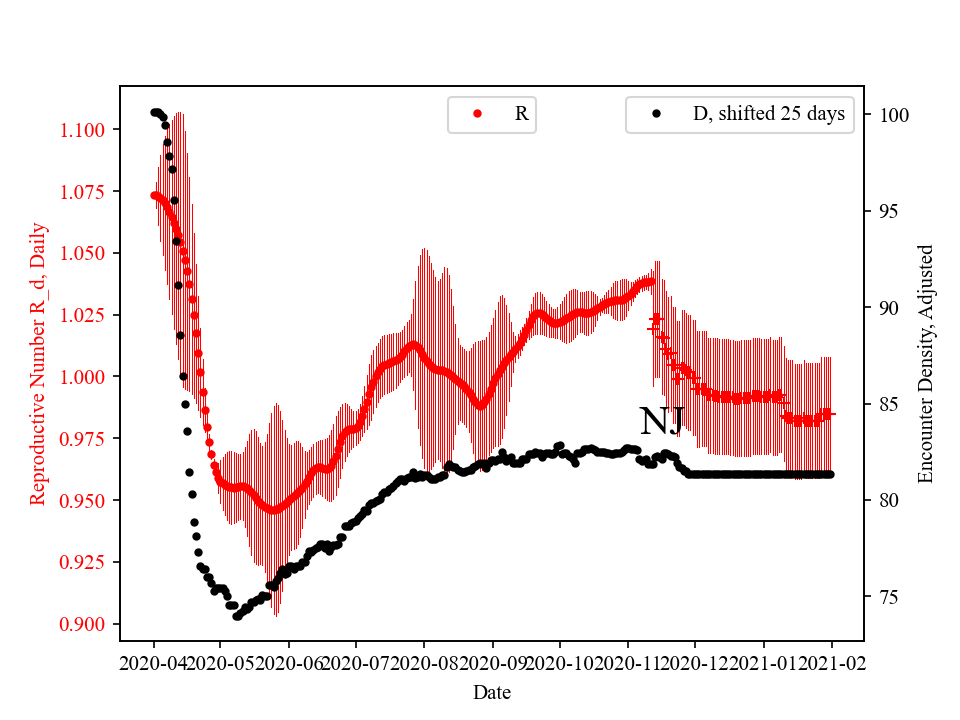 R
D, shifted 25 days
Reproductive Number R_d, Daily
1.100
1.075
1.050
1.025
1.000
0.975
0.950
0.925
0.900
100
95
90
85
80
75
Encounter Density, Adjusted
NJ
2020-04 2020-05 2020-06 2020-07 2020-08 2020-09 2020-10 2020-11 2020-12 2021-01 2021-02
Date